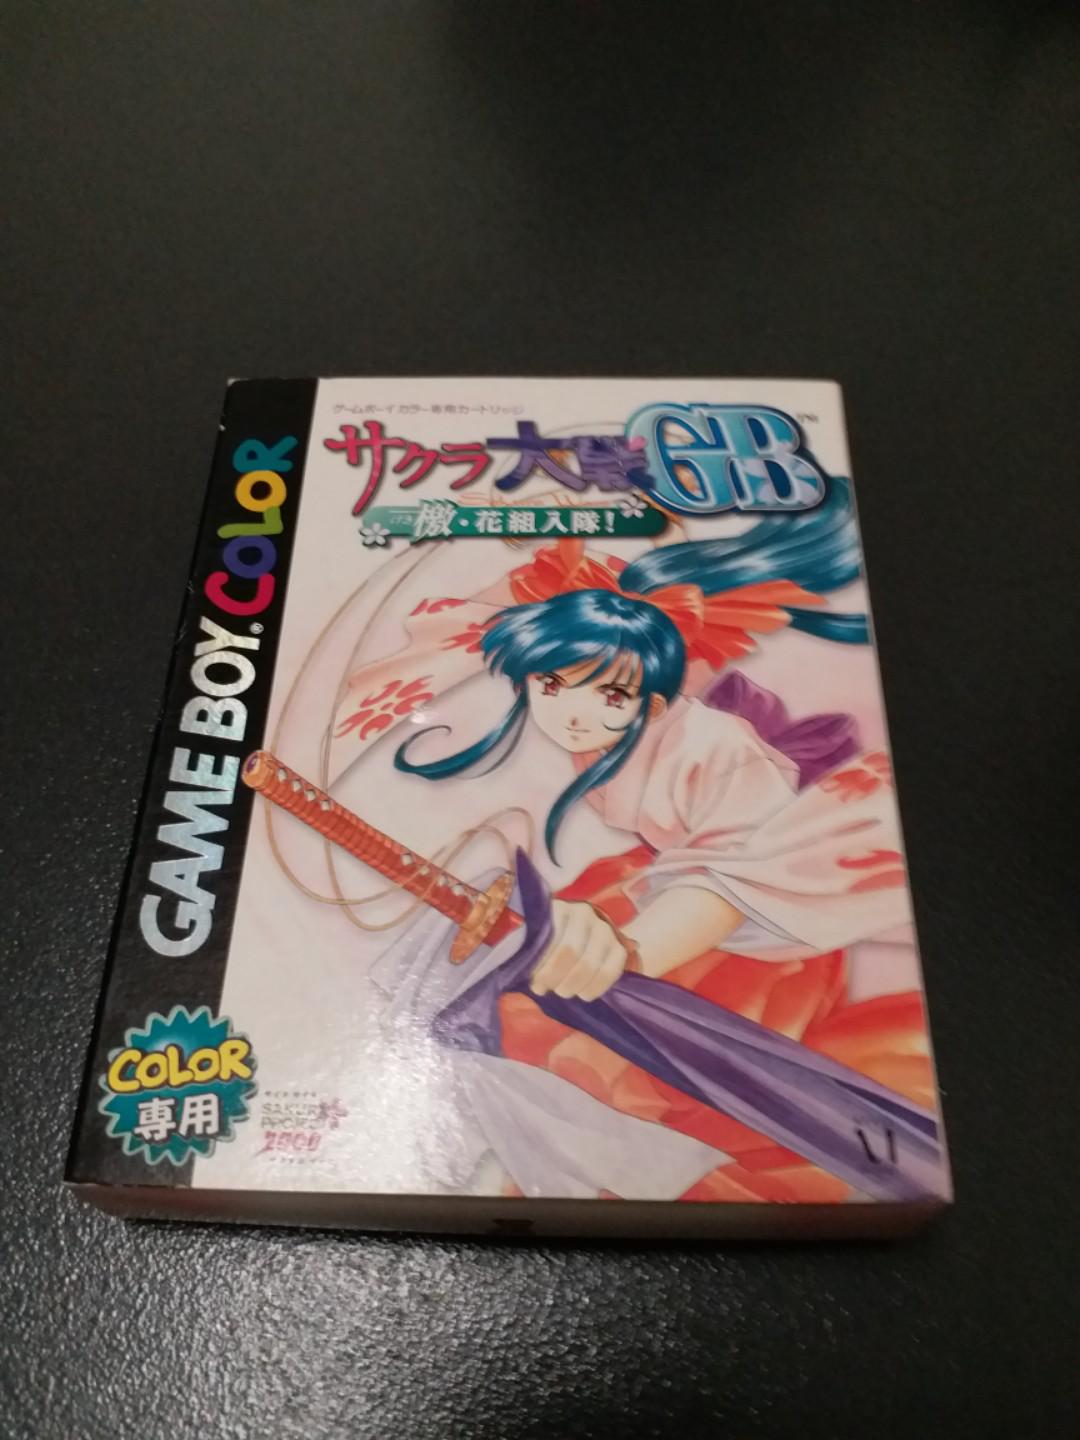 ゲームボーイカラー専用カートリッジ
サクラ大戦GB
™
檄・花組入隊!
GAME BOY® COLOR
COLOR
専用
SAKURA
PROJECT
2000